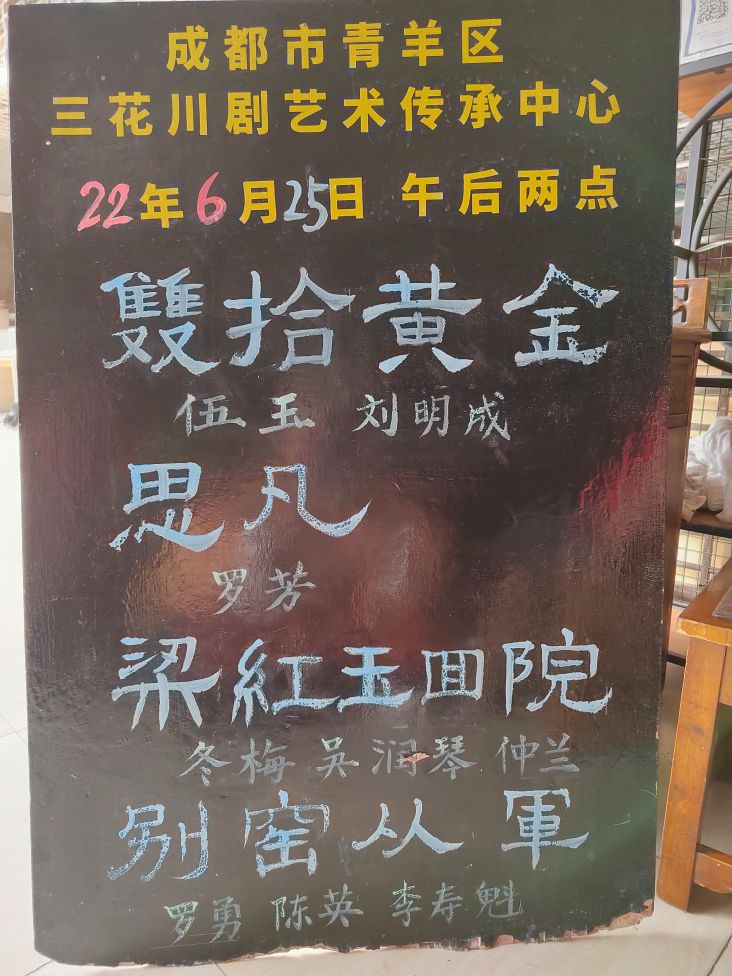 成都市青羊区
三花川剧艺术传承中心
22年6月25日 午后两点
雙拾黄金
伍玉 刘明成
思凡
罗芳
梁紅玉回院
冬梅 吴润琴 仲兰
别窑从軍
罗勇 陈英 李寿魁